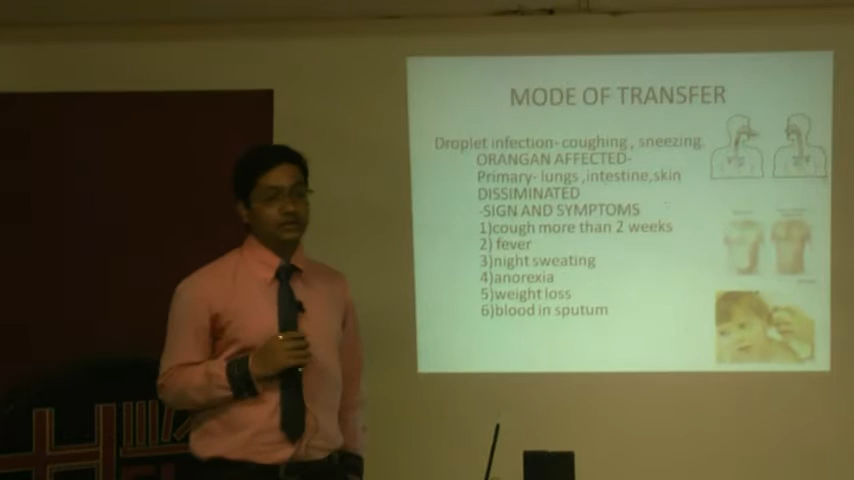 MODE OF TRANSFER
Droplet infection- coughing , sneezing.
ORANGAN AFFECTED-
Primary- lungs ,intestine,skin
DISSIMINATED
-SIGN AND SYMPTOMS
1)cough more than 2 weeks
2) fever
3)night sweating
4)anorexia
5)weight loss
6)blood in sputum